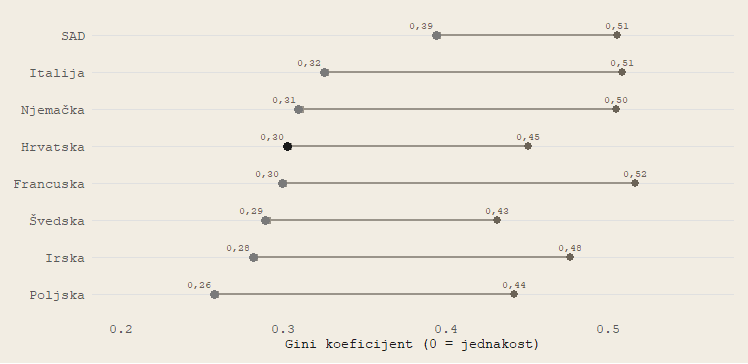 0,39 0,51
SAD
0,32 0,51
Italija
0,31 0,50
Njemačka
0,30 0,45
Hrvatska
0,30 0,52
Francuska
0,29 0,43
Švedska
0,28 0,48
Irska
0,26 0,44
Poljska
0.2 0.3 0.4 0.5
Gini koeficijent (0 = jednakost)